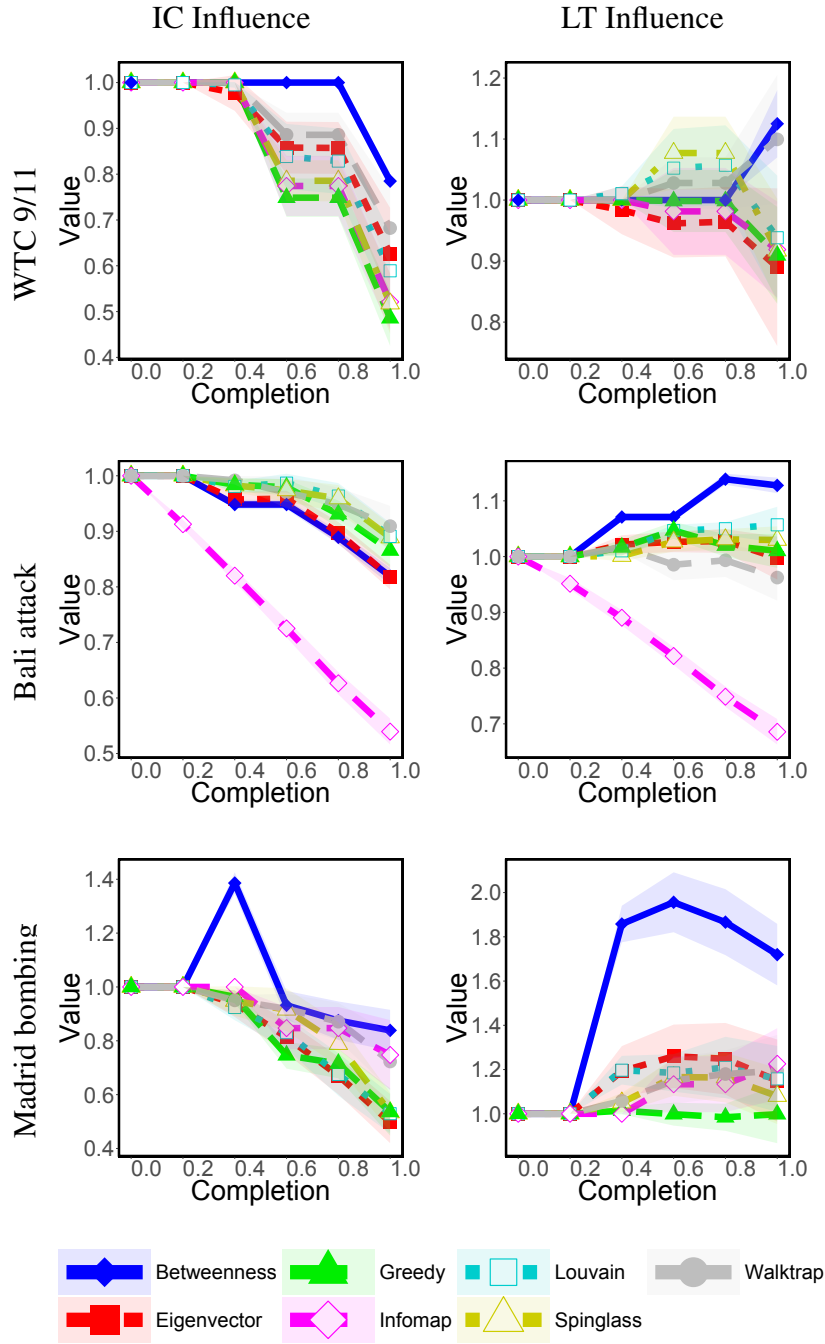 IC Influence LT Influence
WTC 9/11
Value
1.0
0.9
0.8
0.7
0.6
0.5
0.4
0.0 0.2 0.4 0.6 0.8 1.0
Completion
Value
1.2
1.1
1.0
0.9
0.8
0.0 0.2 0.4 0.6 0.8 1.0
Completion
Bali attack
Value
1.0
0.9
0.8
0.7
0.6
0.5
0.0 0.2 0.4 0.6 0.8 1.0
Completion
Value
1.1
1.0
0.9
0.8
0.7
0.0 0.2 0.4 0.6 0.8 1.0
Completion
Madrid bombing
Value
1.4
1.2
1.0
0.8
0.6
0.4
0.0 0.2 0.4 0.6 0.8 1.0
Completion
Value
2.0
1.8
1.6
1.4
1.2
1.0
0.0 0.2 0.4 0.6 0.8 1.0
Completion
Betweenness Greedy Louvain Walktrap
Eigenvector Infomap Spinglass